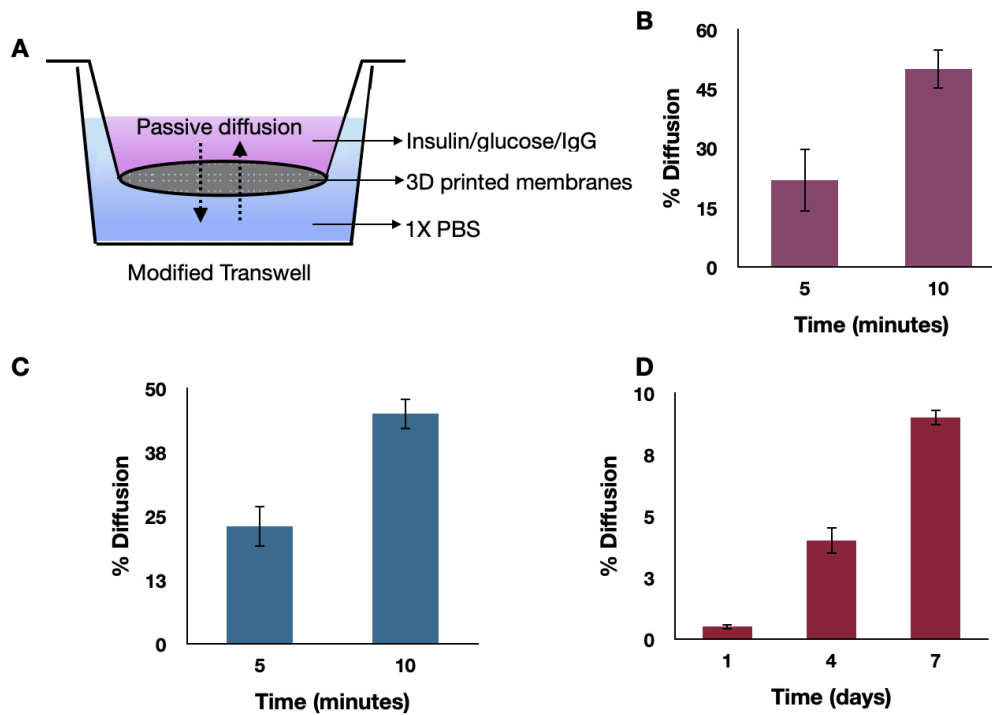 A
Passive diffusion
Insulin/glucose/IgG
3D printed membranes
1X PBS
Modified Transwell
B
60
45
30
15
0
% Diffusion
5 10
Time (minutes)
C
50
38
25
13
0
% Diffusion
5 10
Time (minutes)
D
10
8
5
3
0
% Diffusion
1 4 7
Time (days)